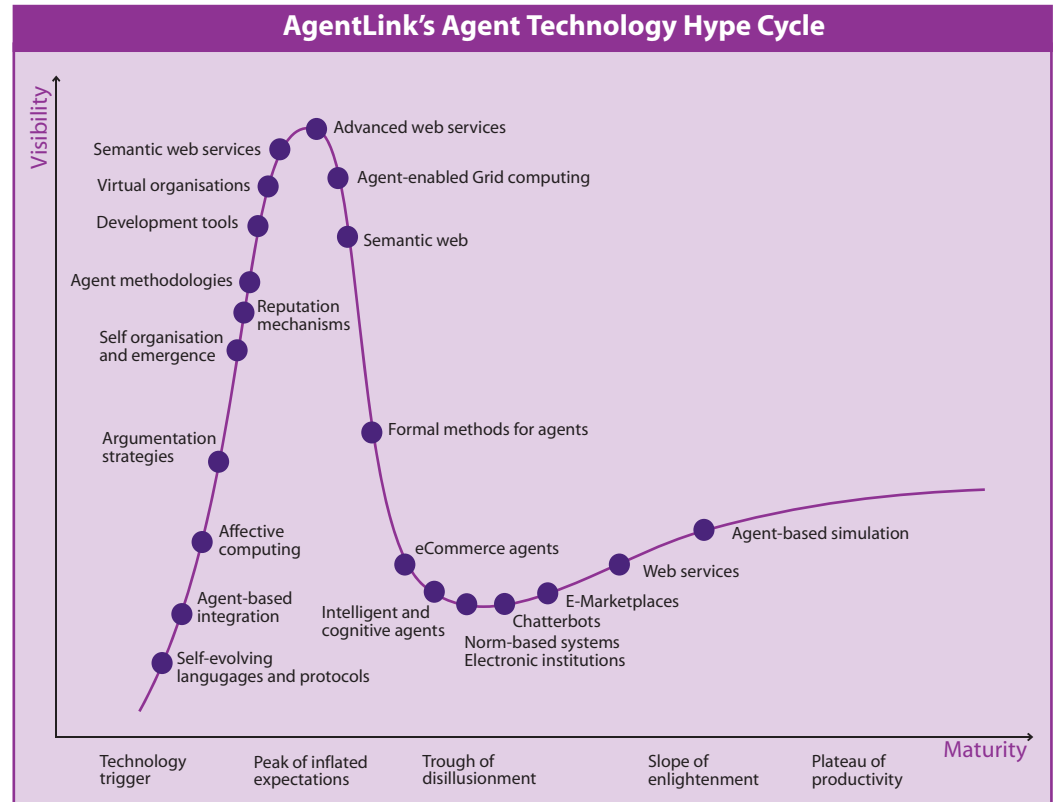 AgentLink's Agent Technology Hype Cycle
Visibility
Advanced web services
Semantic web services
Agent-enabled Grid computing
Virtual organisations
Development tools
Semantic web
Agent methodologies
Reputation
mechanisms
Self organisation
and emergence
Formal methods for agents
Argumentation
strategies
Affective
computing
eCommerce agents
Agent-based simulation
Web services
Agent-based
integration
Intelligent and
cognitive agents
E-Marketplaces
Chatterbots
Norm-based systems
Electronic institutions
Self-evolving
langugages and protocols
Maturity
Technology
trigger
Peak of inflated
expectations
Trough of
disillusionment
Slope of
enlightenment
Plateau of
productivity